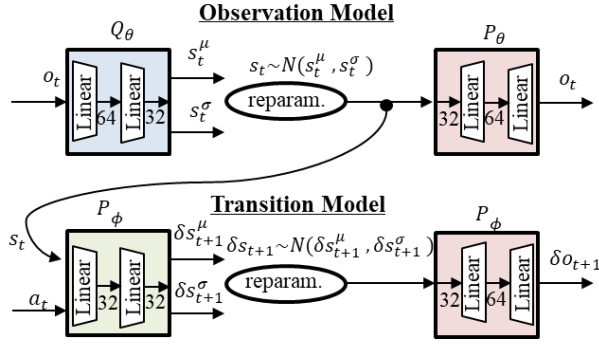 Observation Model
Q_θ
P_θ
o_t
Linear
64
Linear
32
s_t^μ
s_t^σ
s_t~N(s_t^μ, s_t^σ)
reparam.
32
Linear
64
Linear
o_t
Transition Model
P_ϕ
P_ϕ
s_t
a_t
Linear
32
Linear
32
δs_{t+1}^μ
δs_{t+1}^σ
δs_{t+1}~N(δs_{t+1}^μ, δs_{t+1}^σ)
reparam.
32
Linear
64
Linear
δo_{t+1}